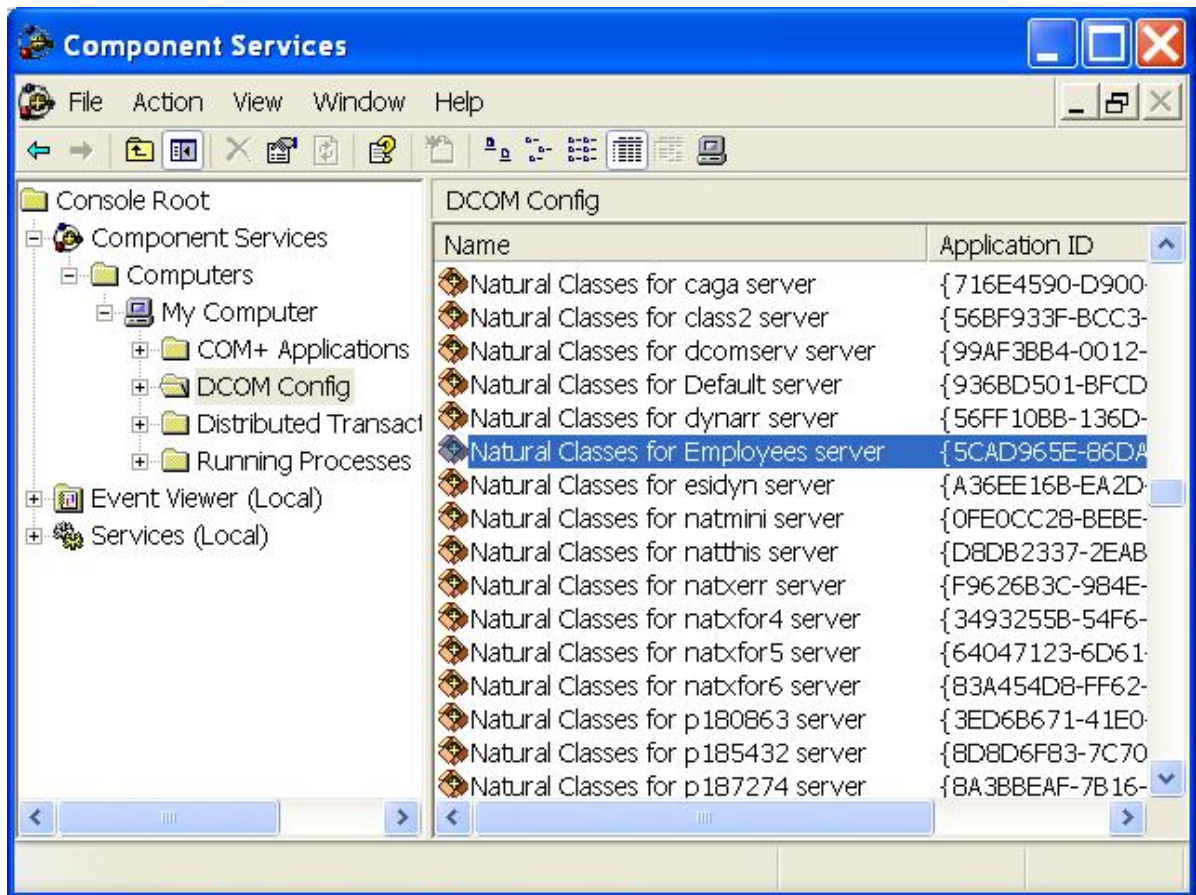 Component Services
File Action View Window Help
Console Root
Component Services
Computers
My Computer
COM+ Applications
DCOM Config
Distributed Transact
Running Processes
Event Viewer (Local)
Services (Local)
DCOM Config
Name Application ID
Natural Classes for caga server {716E4590-D900-
Natural Classes for class2 server {56BF933F-BCC3-
Natural Classes for dcomserv server {99AF3BB4-0012-
Natural Classes for Default server {936BD501-BFCD
Natural Classes for dynarr server {56FF10BB-136D-
Natural Classes for Employees server {5CAD965E-86DA
Natural Classes for esidyn server {A36EE16B-EA2D-
Natural Classes for natmini server {0FE0CC28-BEBE-
Natural Classes for natthis server {D8DB2337-2EAB
Natural Classes for natxerr server {F9626B3C-984E-
Natural Classes for natxfor4 server {3493255B-54F6-
Natural Classes for natxfor5 server {64047123-6D61-
Natural Classes for natxfor6 server {83A454D8-FF62-
Natural Classes for p180863 server {3ED6B671-41E0-
Natural Classes for p185432 server {8D8D6F83-7C70
Natural Classes for p187274 server {8A3BBEAF-7B16-